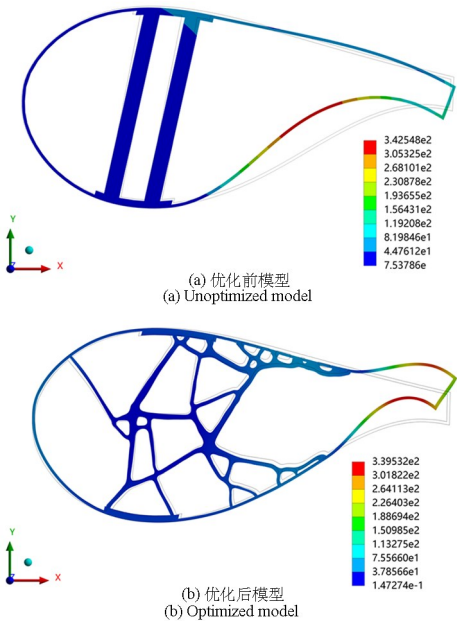 3.42548e2
3.05325e2
2.68101e2
2.30878e2
1.93655e2
1.56431e2
1.19208e2
8.19846e1
4.47612e1
7.53786e
Y
Z
X
(a) 优化前模型
(a) Unoptimized model
3.39532e2
3.01822e2
2.64113e2
2.26403e2
1.88694e2
1.50985e2
1.13275e2
7.55660e1
3.78566e1
1.47274e-1
Y
Z
X
(b) 优化后模型
(b) Optimized model